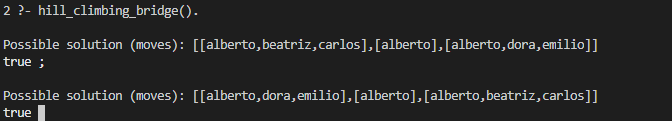 2 ?- hill_climbing_bridge().
Possible solution (moves): [[alberto,beatriz,carlos],[alberto],[alberto,dora,emilio]]
true ;
Possible solution (moves): [[alberto,dora,emilio],[alberto],[alberto,beatriz,carlos]]
true